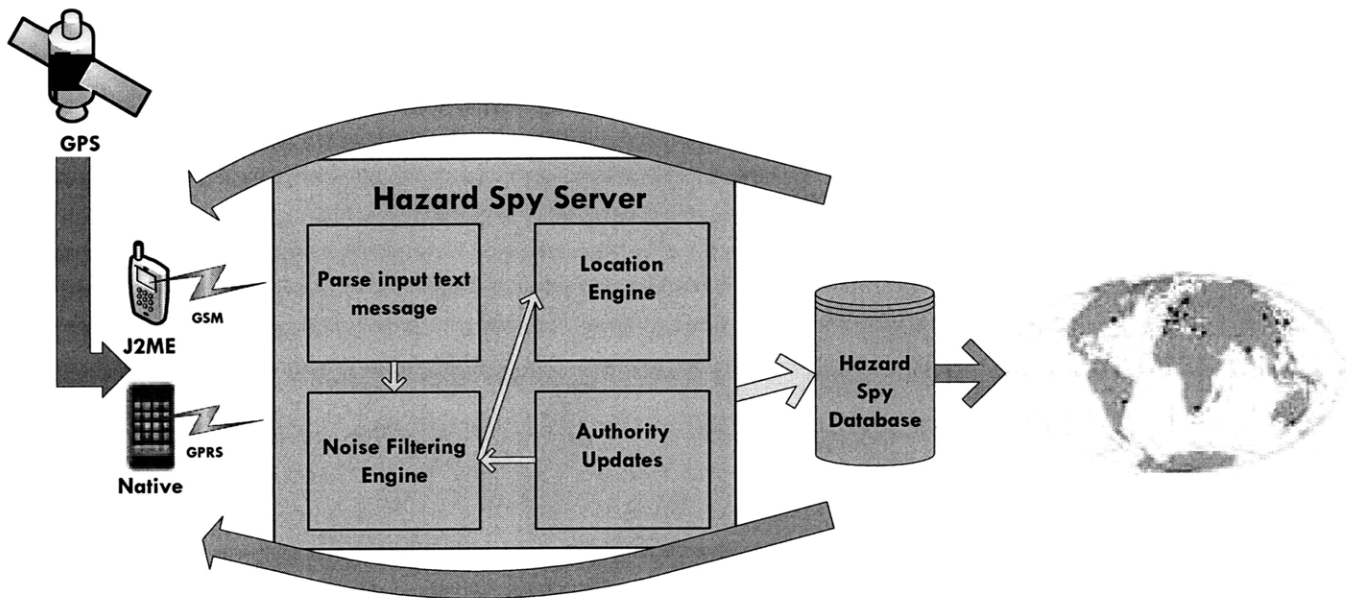 GPS
Hazard Spy Server
Parse input text
message
Location
Engine
GSM
J2ME
Hazard
Spy
Database
Noise Filtering
Engine
Authority
Updates
GPRS
Native